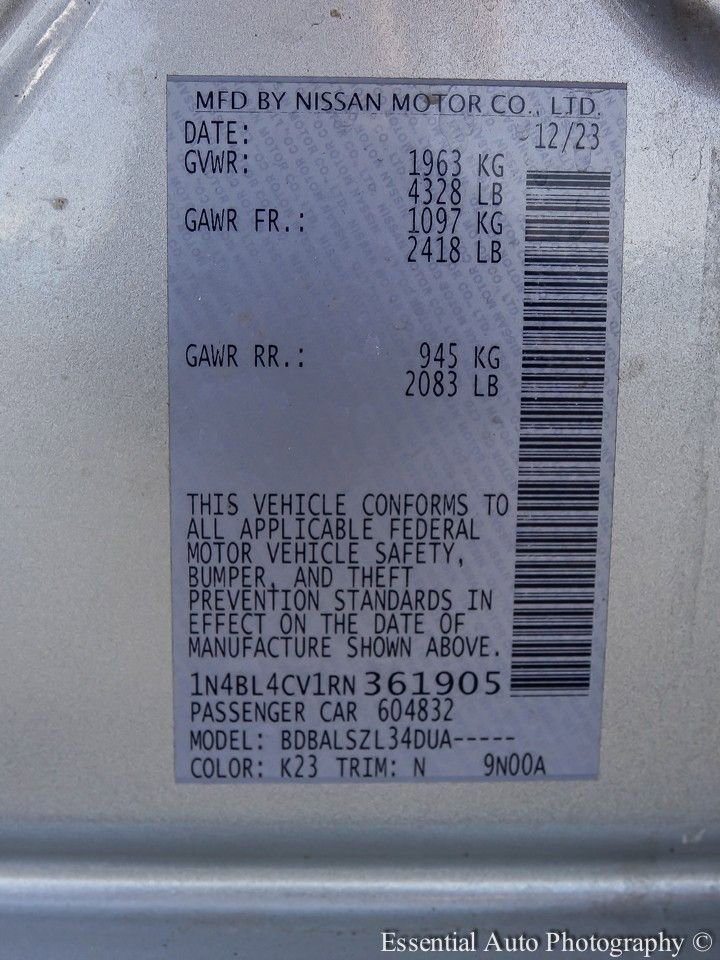 MFD BY NISSAN MOTOR CO., LTD.
DATE: 12/23
GVWR: 1963 KG
4328 LB
GAWR FR.: 1097 KG
2418 LB
GAWR RR.: 945 KG
2083 LB
THIS VEHICLE CONFORMS TO
ALL APPLICABLE FEDERAL
MOTOR VEHICLE SAFETY,
BUMPER, AND THEFT
PREVENTION STANDARDS IN
EFFECT ON THE DATE OF
MANUFACTURE SHOWN ABOVE.
1N4BL4CV1RN361905
PASSENGER CAR 604832
MODEL: BDBALSZL34DUA-----
COLOR: K23 TRIM: N 9N00A
Essential Auto Photography ©